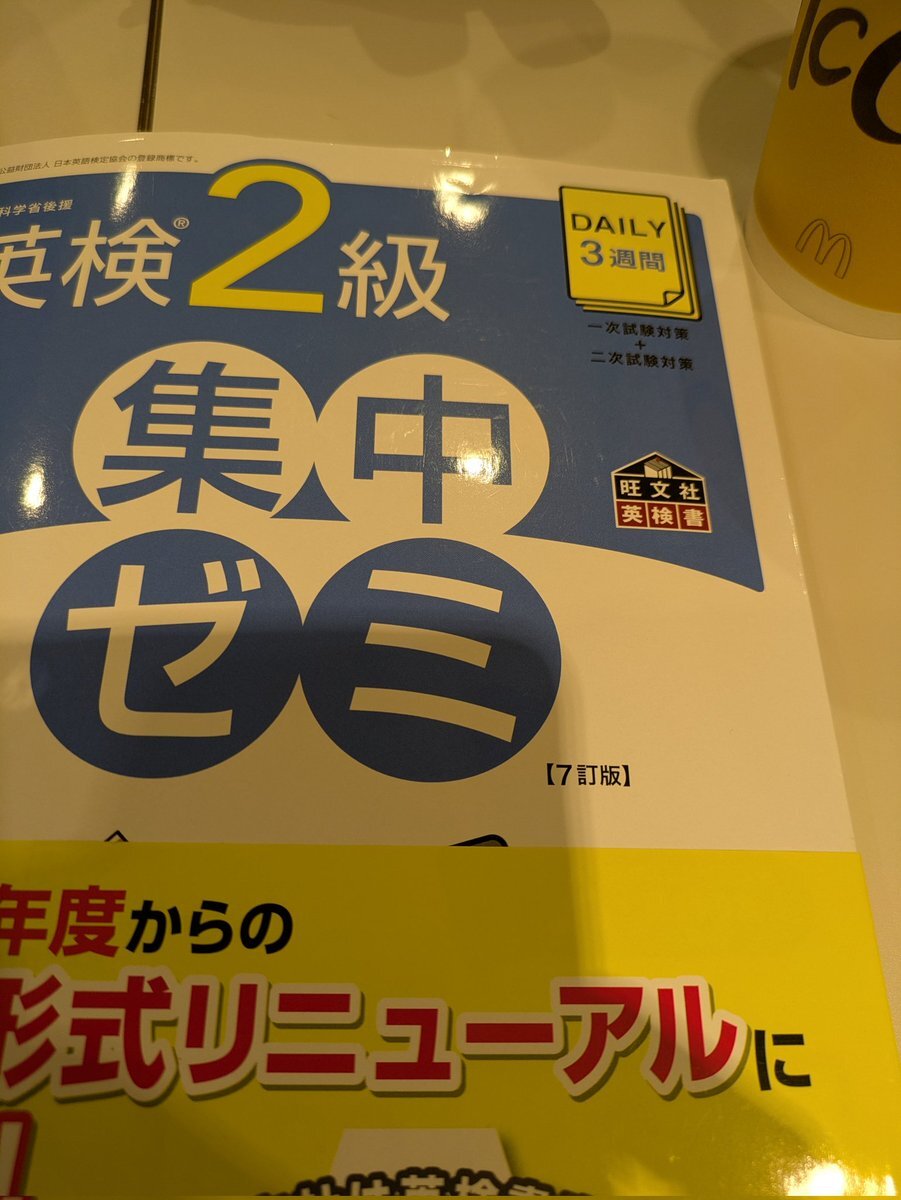 公益財団法人 日本英語検定協会の登録商標です。
科学省後援
英検®2級
DAILY
3週間
一次試験対策
+
二次試験対策
集中
ゼミ
旺文社
英検書
【7訂版】
年度からの
形式リニューアルに